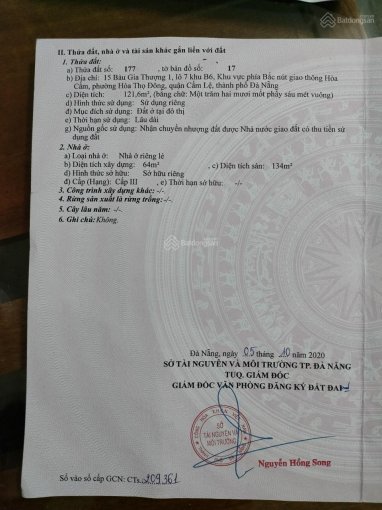 Batdongsan
II. Thửa đất, nhà ở và tài sản khác gắn liền với đất
1. Thửa đất:
a) Thửa đất số: 177 , tờ bản đồ số: 17
b) Địa chỉ: 15 Bàu Gia Thượng 1, lô 7 khu B6, Khu vực phía Bắc nút giao thông Hòa
Cầm, phường Hòa Thọ Đông, quận Cẩm Lệ, thành phố Đà Nẵng
c) Diện tích: 121,6m², (bằng chữ: Một trăm hai mươi mốt phẩy sáu mét vuông)
d) Hình thức sử dụng: Sử dụng riêng
đ) Mục đích sử dụng: Đất ở tại đô thị
e) Thời hạn sử dụng: Lâu dài
g) Nguồn gốc sử dụng: Nhận chuyển nhượng đất được Nhà nước giao đất có thu tiền sử
dụng đất
2. Nhà ở:
a) Loại nhà ở: Nhà ở riêng lẻ
b) Diện tích xây dựng: 64m² , c) Diện tích sàn: 134m²
d) Hình thức sở hữu: Sở hữu riêng
đ) Cấp (Hạng): Cấp III , e) Thời hạn sở hữu: -/-
3. Công trình xây dựng khác: -/-
4. Rừng sản xuất là rừng trồng: -/-
5. Cây lâu năm: -/-
6. Ghi chú: Không.
Batdongsan
Đà Nẵng, ngày 05 tháng 10 2020
SỞ TÀI NGUYÊN VÀ MÔI TRƯỜNG TP. ĐÀ NẴNG
TUQ. GIÁM ĐỐC
GIÁM ĐỐC VĂN PHÒNG ĐĂNG KÝ ĐẤT ĐAI
SỞ
TÀI NGUYÊN VÀ
MÔI TRƯỜNG
Nguyễn Hồng Song
Số vào sổ cấp GCN: CTs 209361
Batdongsan